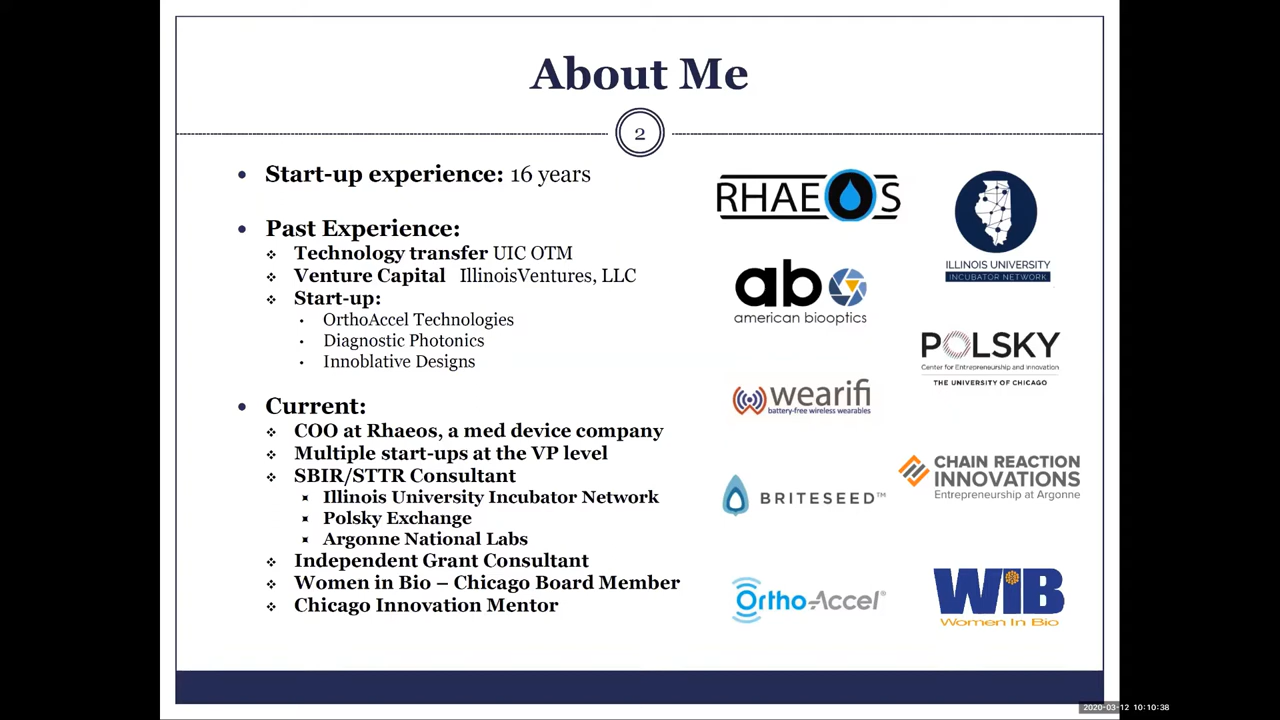 About Me
2
Start-up experience: 16 years
Past Experience:
Technology transfer UIC OTM
Venture Capital IllinoisVentures, LLC
Start-up:
OrthoAccel Technologies
Diagnostic Photonics
Innoblative Designs
Current:
COO at Rhaeos, a med device company
Multiple start-ups at the VP level
SBIR/STTR Consultant
Illinois University Incubator Network
Polsky Exchange
Argonne National Labs
Independent Grant Consultant
Women in Bio – Chicago Board Member
Chicago Innovation Mentor
RHAEOS
ILLINOIS UNIVERSITY
INCUBATOR NETWORK
abo
american biooptics
POLSKY
Center for Entrepreneurship and Innovation
THE UNIVERSITY OF CHICAGO
wearifi
battery-free wireless wearables
CHAIN REACTION
INNOVATIONS
Entrepreneurship at Argonne
BRITESEED™
OrthoAccel®
WIB
Women In Bio
2020-03-12 10:10:38